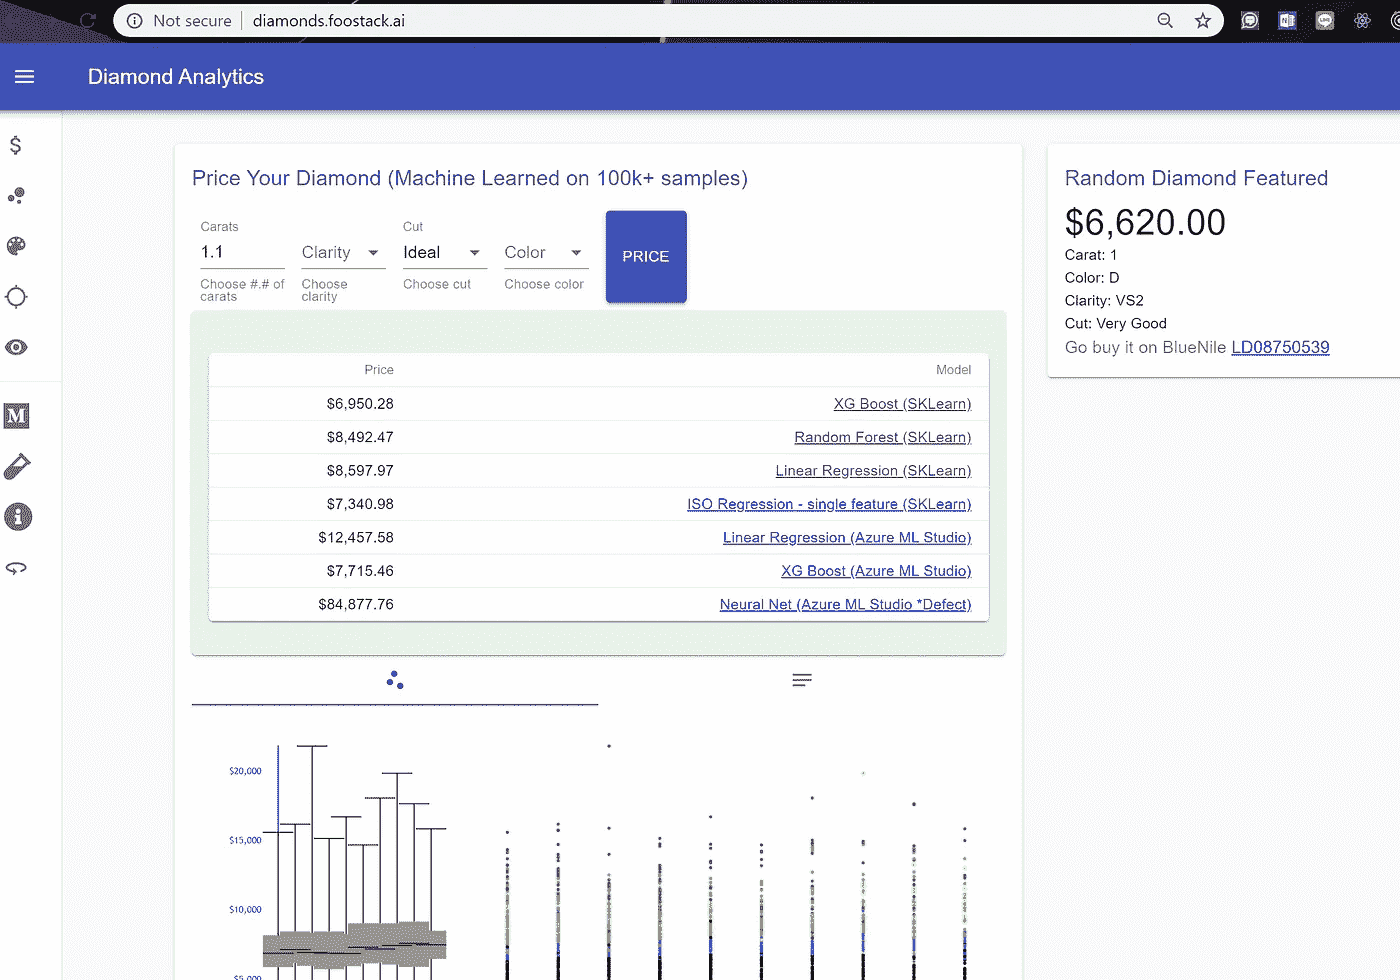 Not secure diamonds.foostack.ai
Diamond Analytics
Price Your Diamond (Machine Learned on 100k+ samples)
Carats
1.1
Choose #.# of
carats
Clarity
Choose
clarity
Cut
Ideal
Choose cut
Color
Choose color
PRICE
Price Model
$6,950.28 XG Boost (SKLearn)
$8,492.47 Random Forest (SKLearn)
$8,597.97 Linear Regression (SKLearn)
$7,340.98 ISO Regression - single feature (SKLearn)
$12,457.58 Linear Regression (Azure ML Studio)
$7,715.46 XG Boost (Azure ML Studio)
$84,877.76 Neural Net (Azure ML Studio *Defect)
$20,000
$15,000
$10,000
$5,000
Random Diamond Featured
$6,620.00
Carat: 1
Color: D
Clarity: VS2
Cut: Very Good
Go buy it on BlueNile LD08750539
M